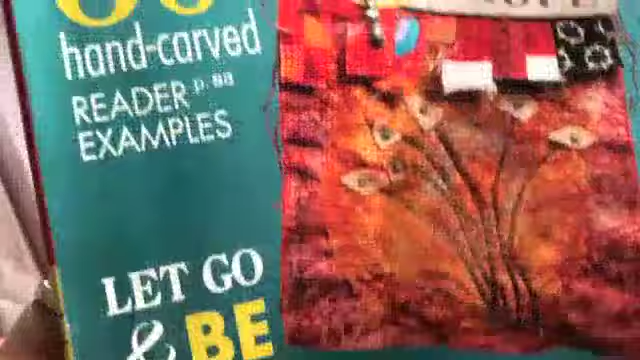 hand-carved
READER p. 88
EXAMPLES
LET GO
& BE